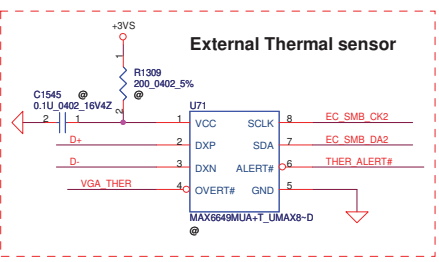 +3VS
External Thermal sensor
1
R1309
200_0402_5%
@
2
C1545 @
0.1U_0402_16V4Z
2 1
U71
1 VCC SCLK 8 EC_SMB_CK2
D+ 2 DXP SDA 7 EC_SMB_DA2
D- 3 DXN ALERT# 6 THER_ALERT#
VGA_THER 4 OVERT# GND 5
MAX6649MUA+T_UMAX8~D
@